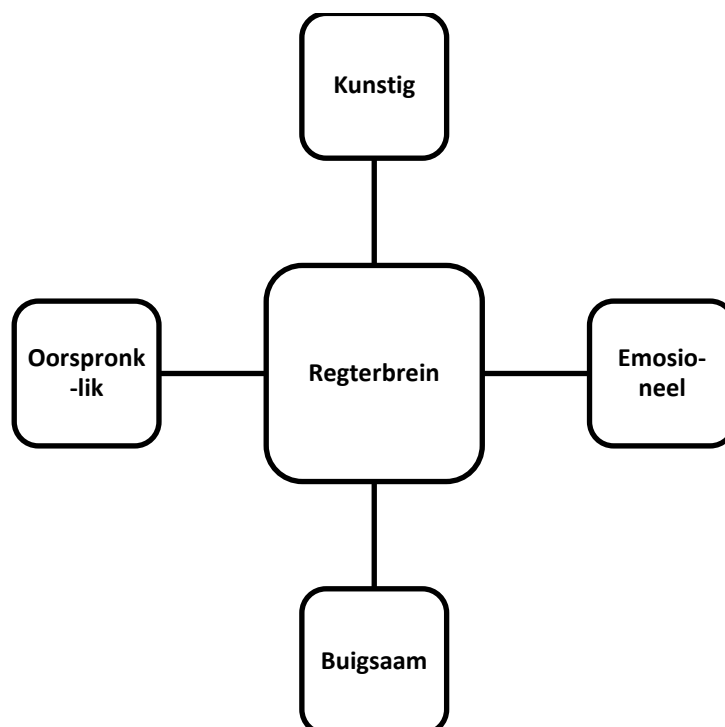 Kunstig
Oorspronk
-lik
Regterbrein
Emosio-
neel
Buigsaam